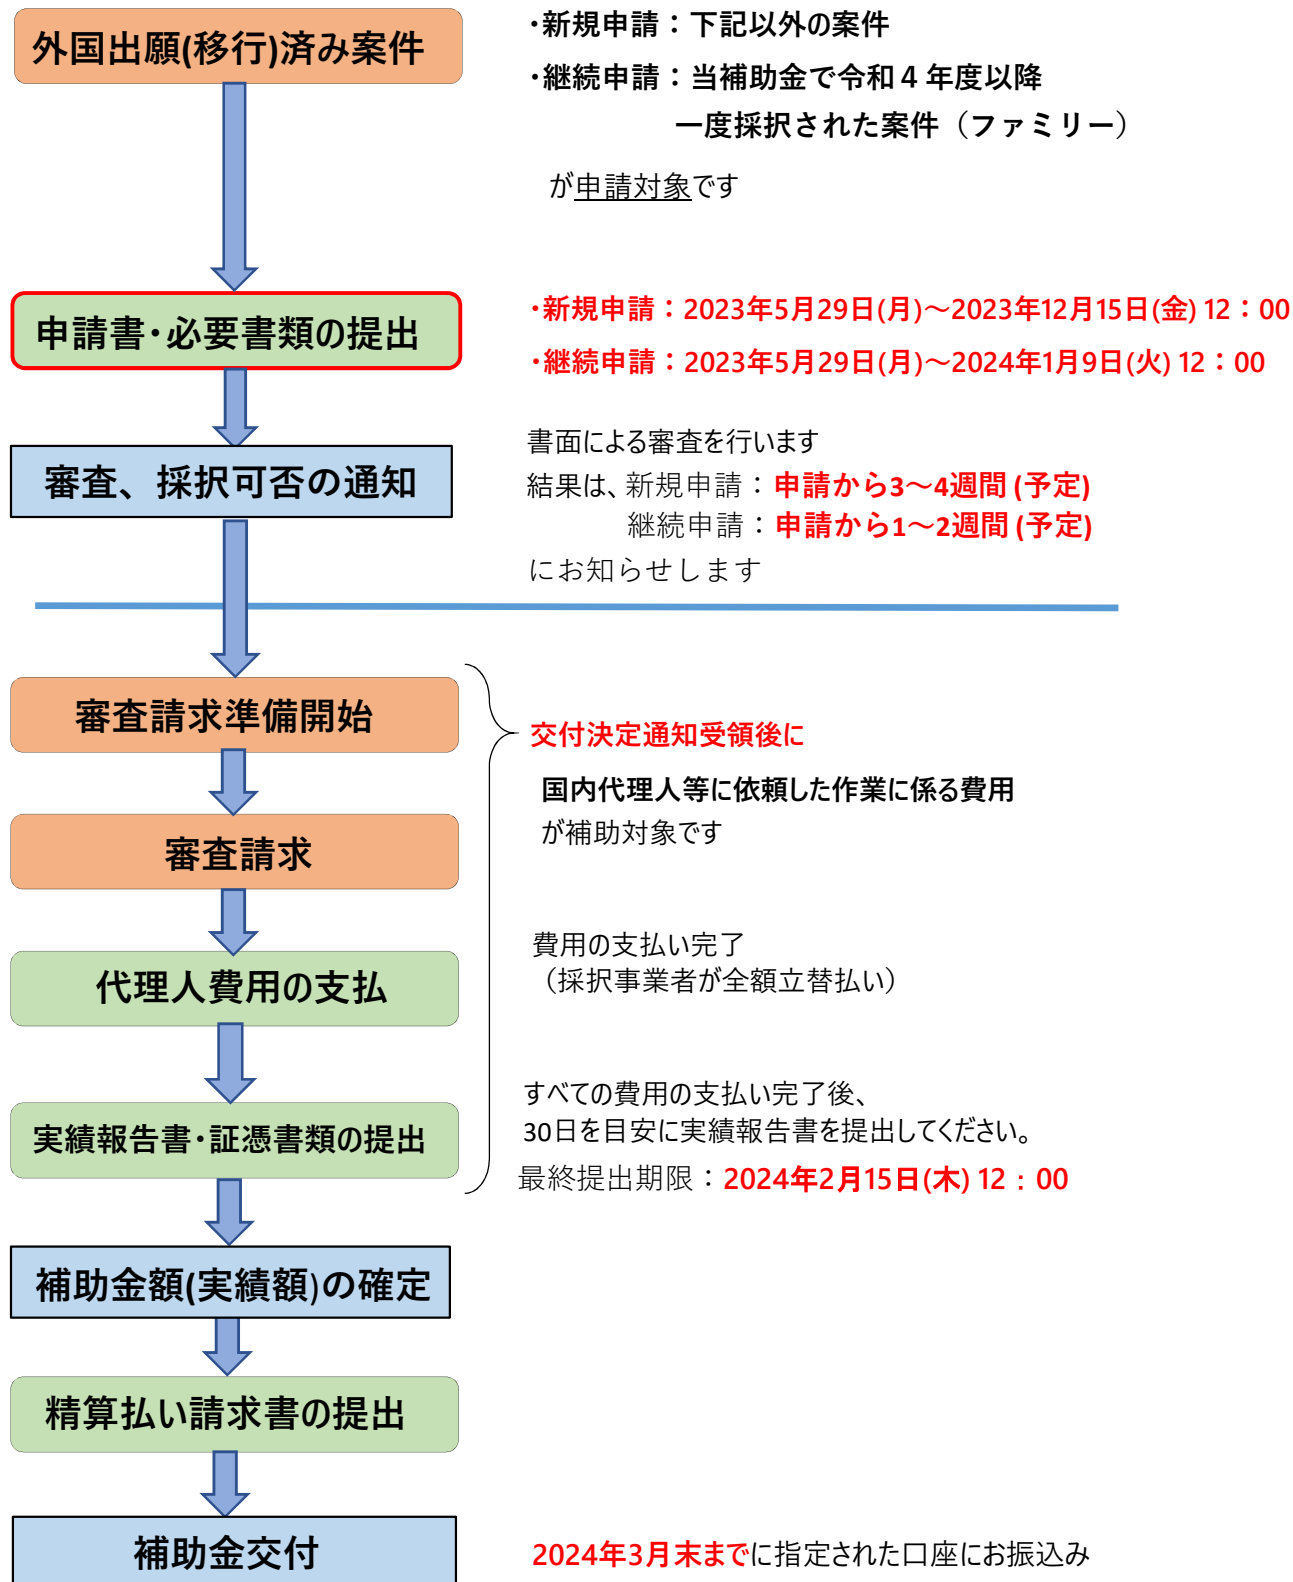 外国出願(移行)済み案件
・新規申請：下記以外の案件
・継続申請：当補助金で令和４年度以降
一度採択された案件（ファミリー）
が申請対象です
申請書・必要書類の提出
・新規申請：2023年5月29日(月)～2023年12月15日(金) 12：00
・継続申請：2023年5月29日(月)～2024年1月9日(火) 12：00
審査、採択可否の通知
書面による審査を行います
結果は、新規申請：申請から3～4週間 (予定)
継続申請：申請から1～2週間 (予定)
にお知らせします
審査請求準備開始
交付決定通知受領後に
国内代理人等に依頼した作業に係る費用
が補助対象です
審査請求
代理人費用の支払
費用の支払い完了
（採択事業者が全額立替払い）
実績報告書・証憑書類の提出
すべての費用の支払い完了後、
30日を目安に実績報告書を提出してください。
最終提出期限：2024年2月15日(木) 12：00
補助金額(実績額)の確定
精算払い請求書の提出
補助金交付
2024年3月末までに指定された口座にお振込み